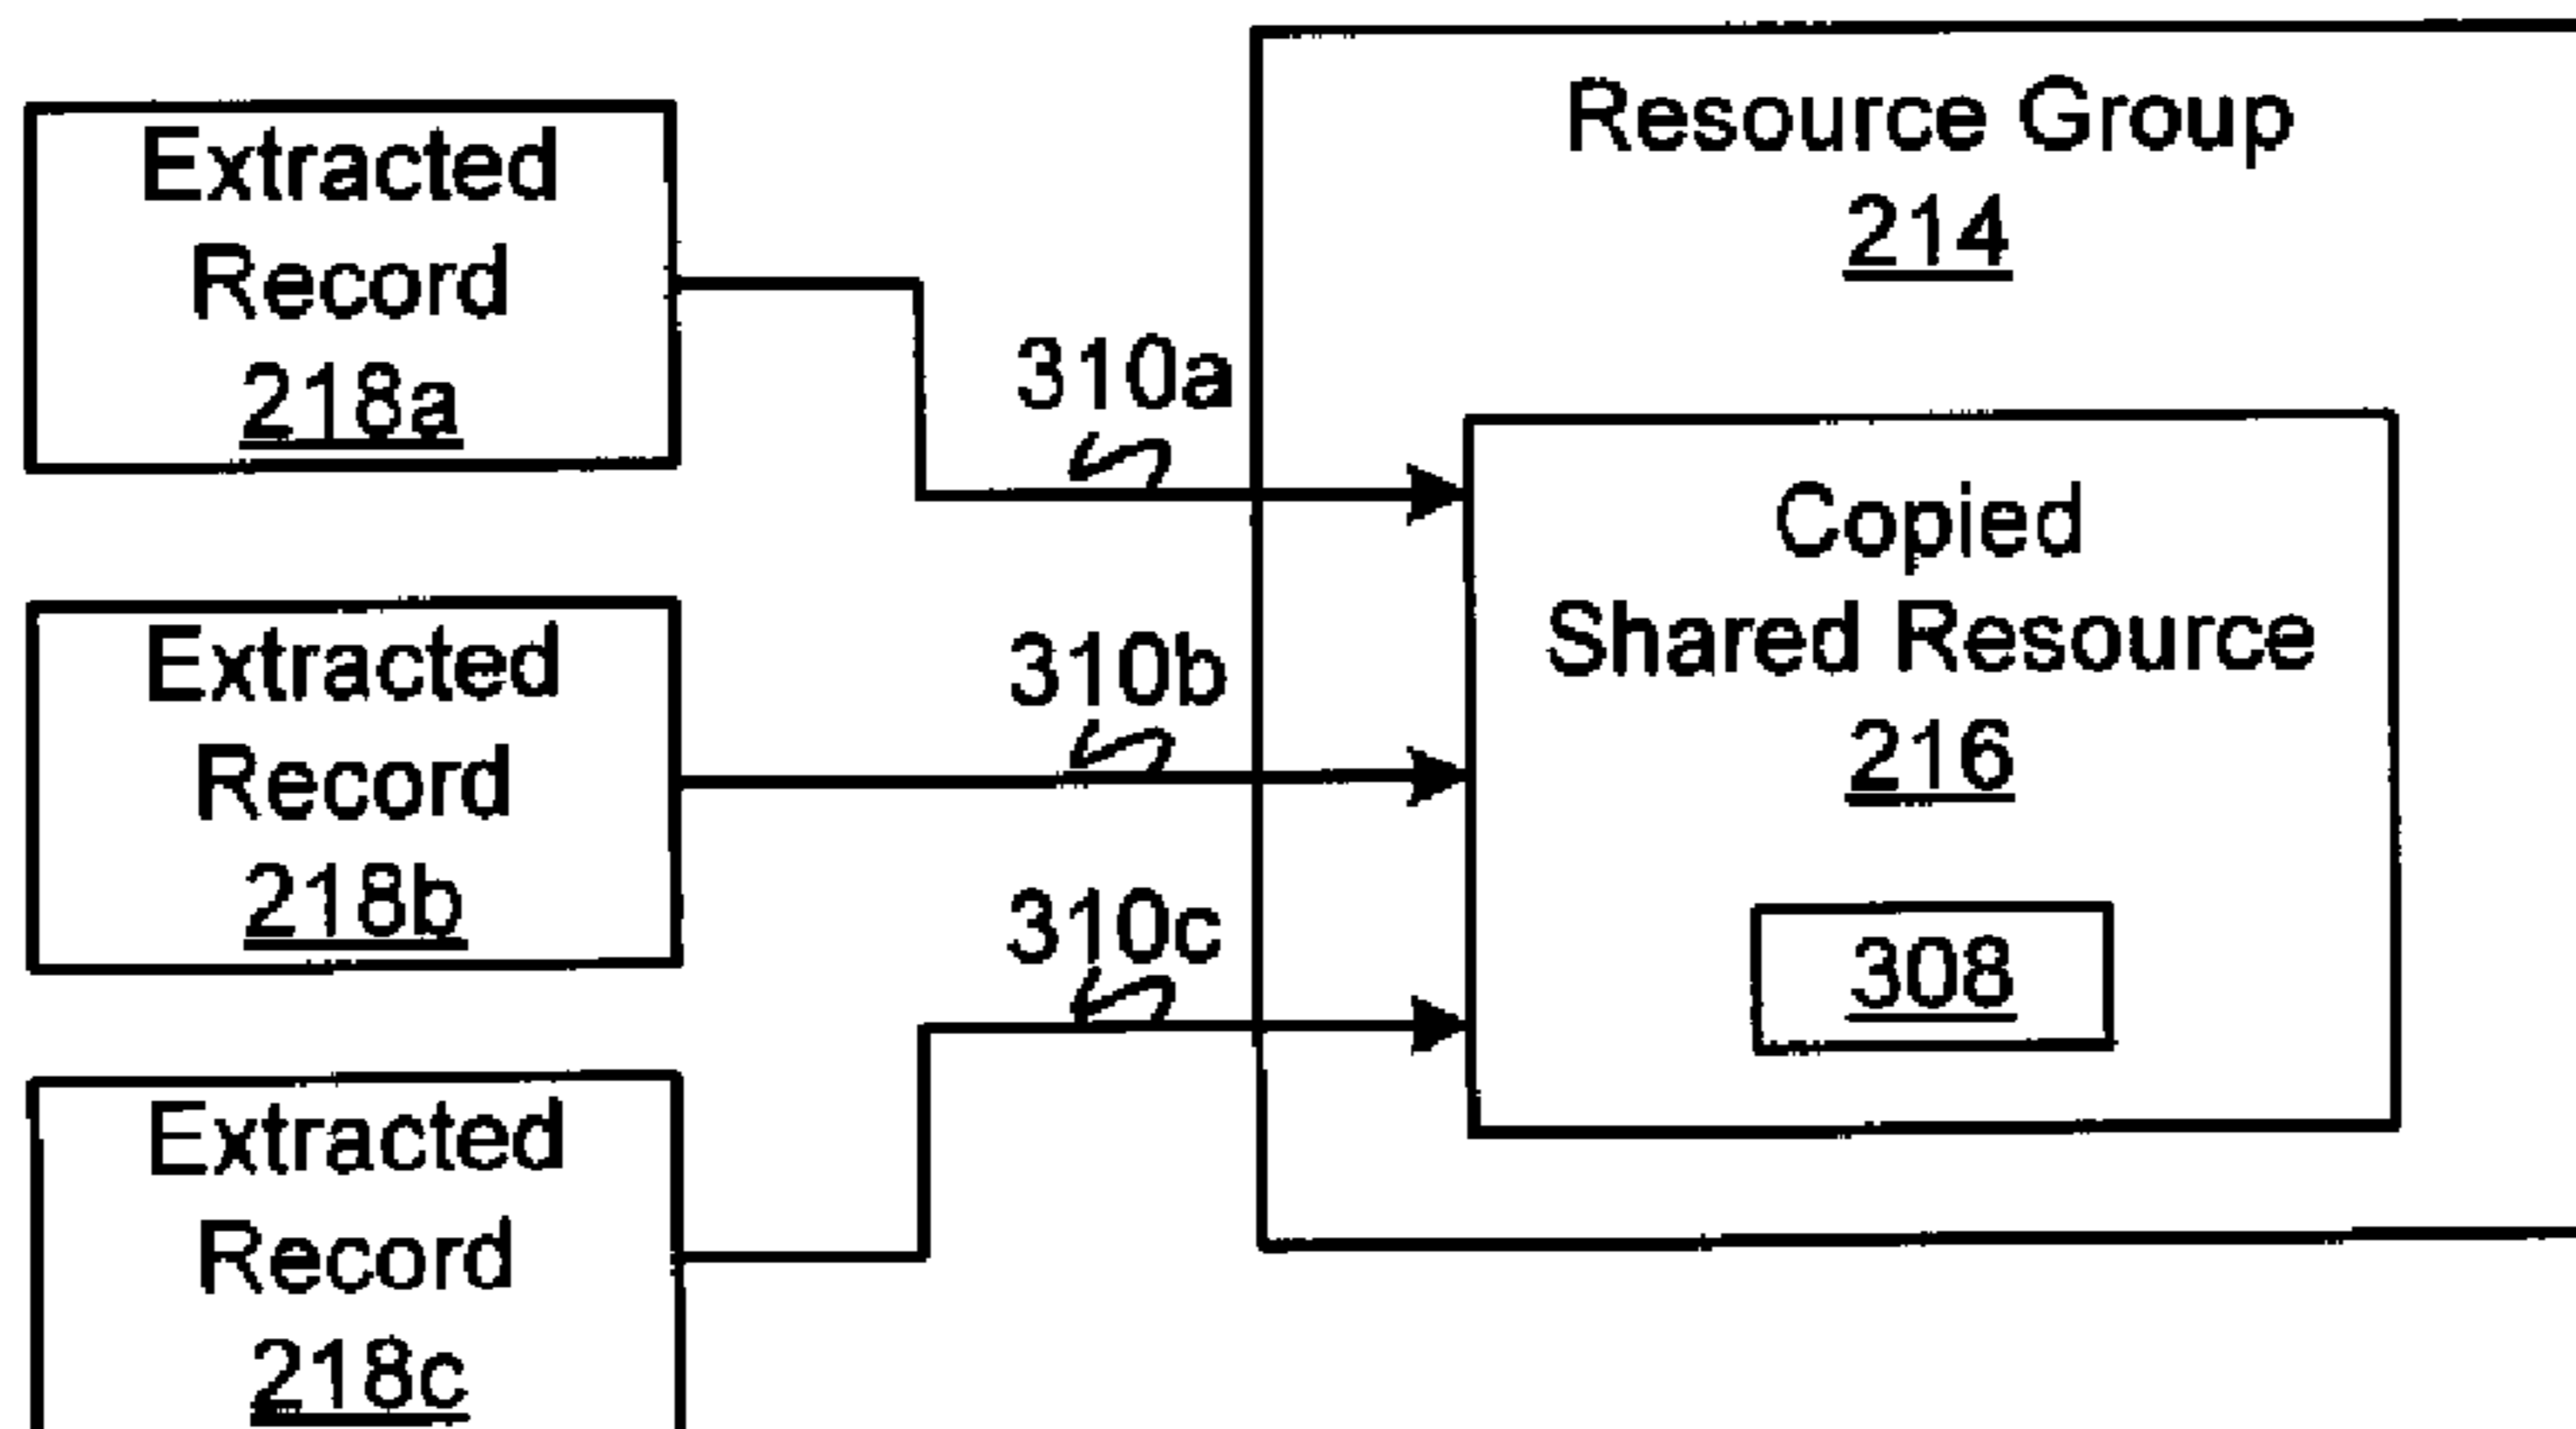 Extracted
Record
218a
Extracted
Record
218b
Extracted
Record
218c
310a
310b
310c
Resource Group
214
Copied
Shared Resource
216
308